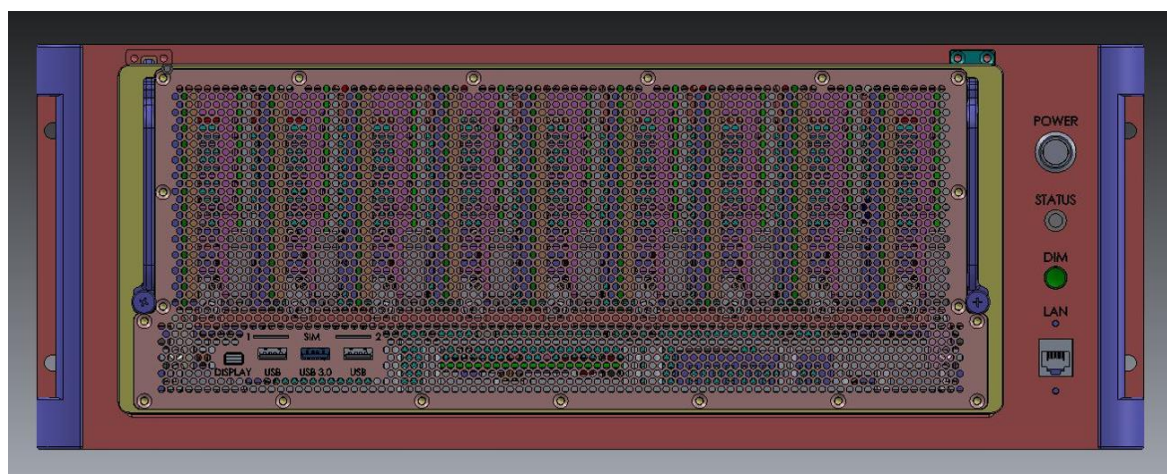 POWER
STATUS
DIM
LAN
1 SIM 2
DISPLAY USB USB 3.0 USB